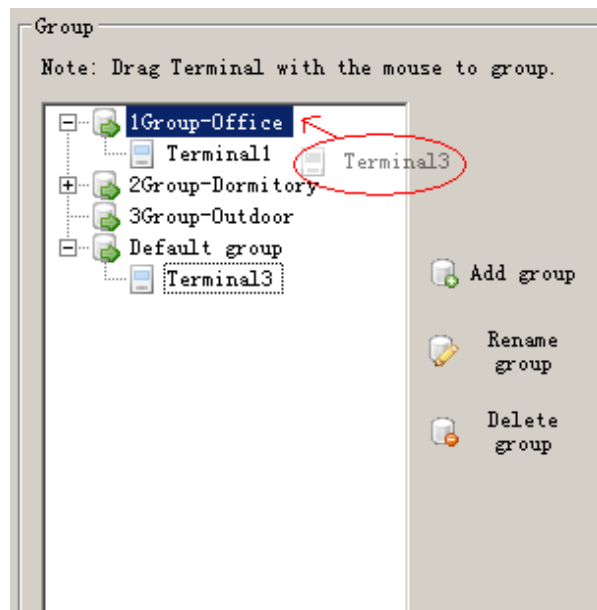 Group
Note: Drag Terminal with the mouse to group.
1Group-Office
Terminal1
Terminal3
2Group-Dormitory
3Group-Outdoor
Default group
Terminal3
Add group
Rename
group
Delete
group